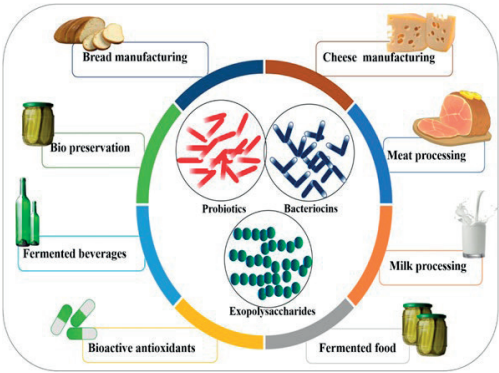 Bread manufacturing
Cheese manufacturing
Bio preservation
Meat processing
Probiotics
Bacteriocins
Fermented beverages
Milk processing
Exopolysaccharides
Bioactive antioxidants
Fermented food